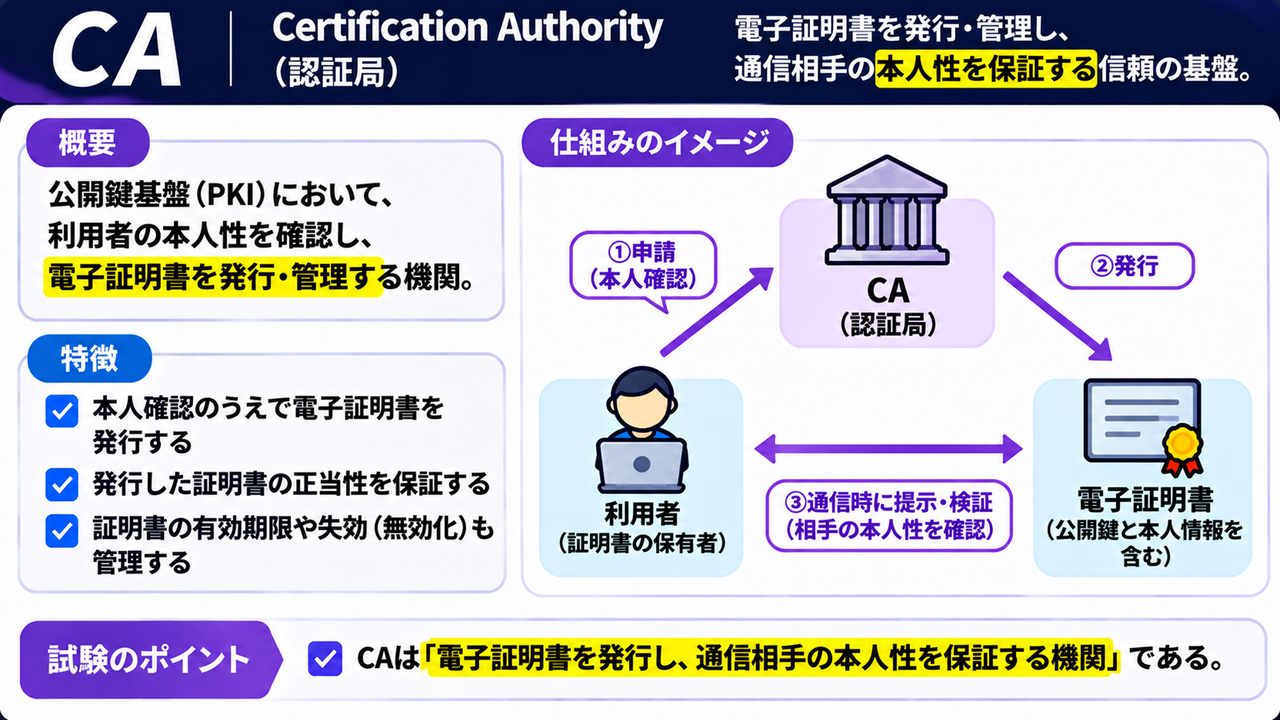 CA
Certification Authority
（認証局）
電子証明書を発行・管理し、
通信相手の本人性を保証する信頼の基盤。
概要
公開鍵基盤（PKI）において、
利用者の本人性を確認し、
電子証明書を発行・管理する機関。
特徴
本人確認のうえで電子証明書を
発行する
発行した証明書の正当性を保証する
証明書の有効期限や失効（無効化）も
管理する
仕組みのイメージ
①申請
（本人確認）
CA
（認証局）
②発行
利用者
（証明書の保有者）
③通信時に提示・検証
（相手の本人性を確認）
電子証明書
（公開鍵と本人情報を
含む）
試験のポイント
CAは「電子証明書を発行し、通信相手の本人性を保証する機関」である。